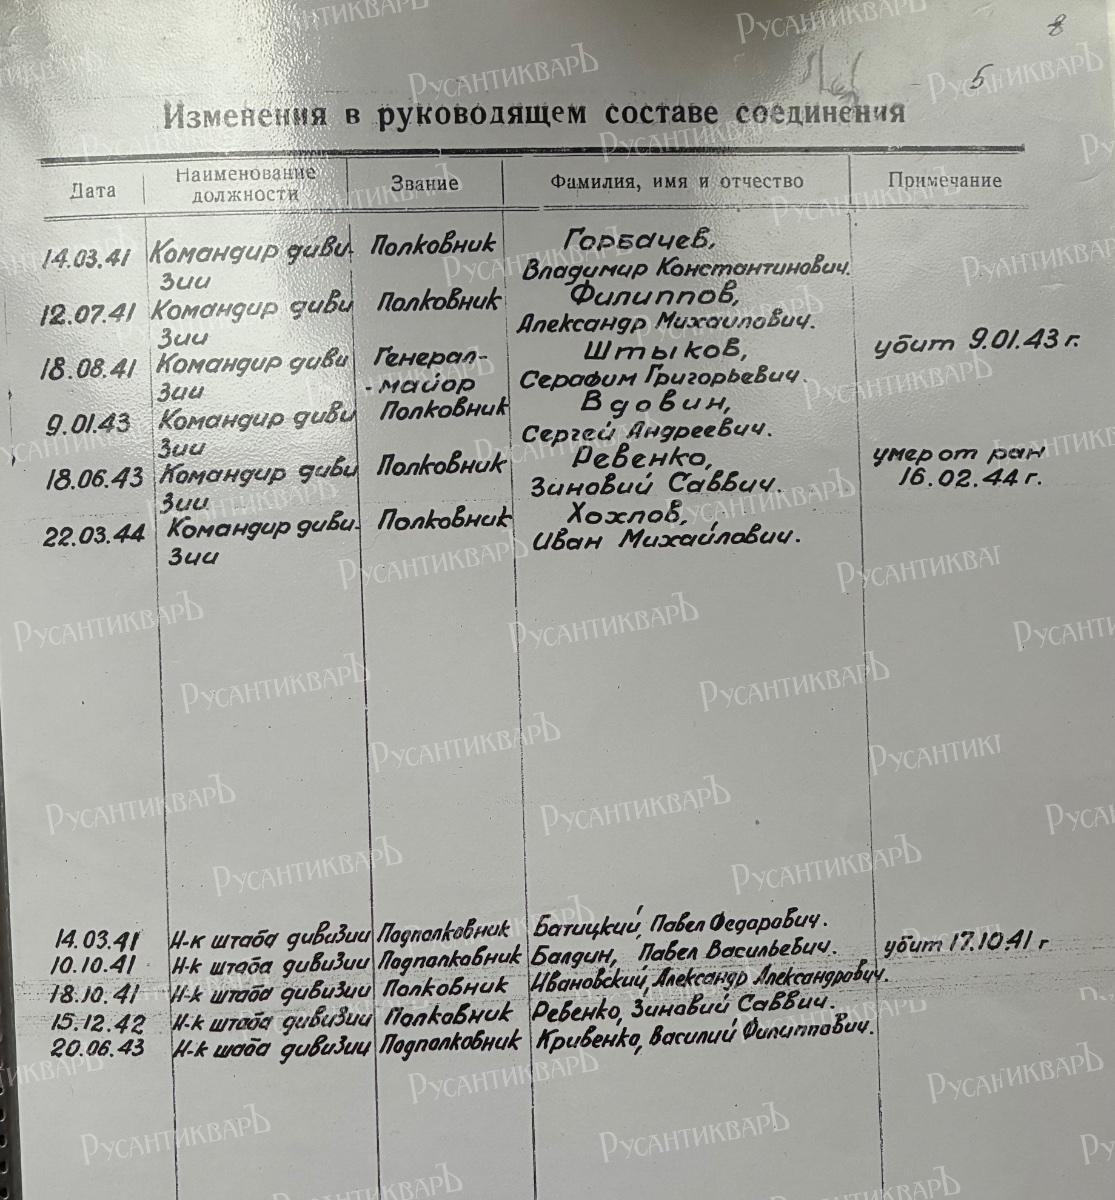 8
5
Изменения в руководящем составе соединения
Дата Наименование должности Звание Фамилия, имя и отчество Примечание
14.03.41 Командир диви- Полковник Горбачев,
зии Владимир Константинович.
12.07.41 Командир диви Полковник Филиппов,
зии Александр Михайлович.
18.08.41 Командир диви Генерал- Штыков, убит 9.01.43 г.
зии -майор Серафим Григорьевич.
9.01.43 Командир диви Полковник Вдовин,
зии Сергей Андреевич.
18.06.43 Командир диви Полковник Ревенко, умер от ран
зии Зиновий Саввич. 16.02.44 г.
22.03.44 Командир диви- Полковник Хохлов,
зии Иван Михайлович.
14.03.41 Н-к штаба дивизии Подполковник Батицкий, Павел Федорович.
10.10.41 Н-к штаба дивизии Подполковник Балдин, Павел Васильевич. убит 17.10.41 г
18.10.41 Н-к штаба дивизии Полковник Ивановский, Александр Александрович.
15.12.42 Н-к штаба дивизии Полковник Ревенко, Зиновий Саввич.
20.06.43 Н-к шаба дивизии Подполковник Кривенко, Василий Филиппович.
РусантикварЪ